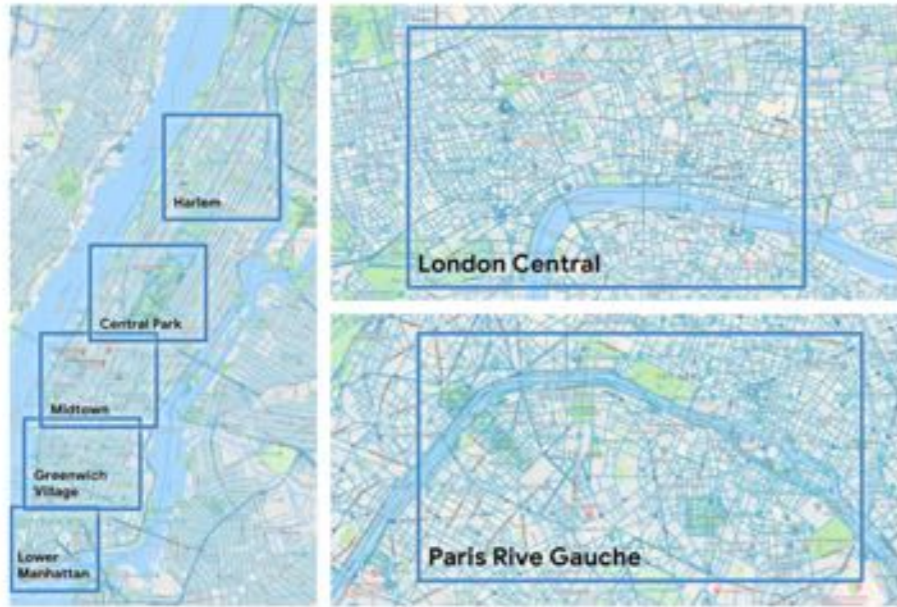 Harlem
Central Park
Midtown
Greenwich
Village
Lower
Manhattan
London Central
Paris Rive Gauche